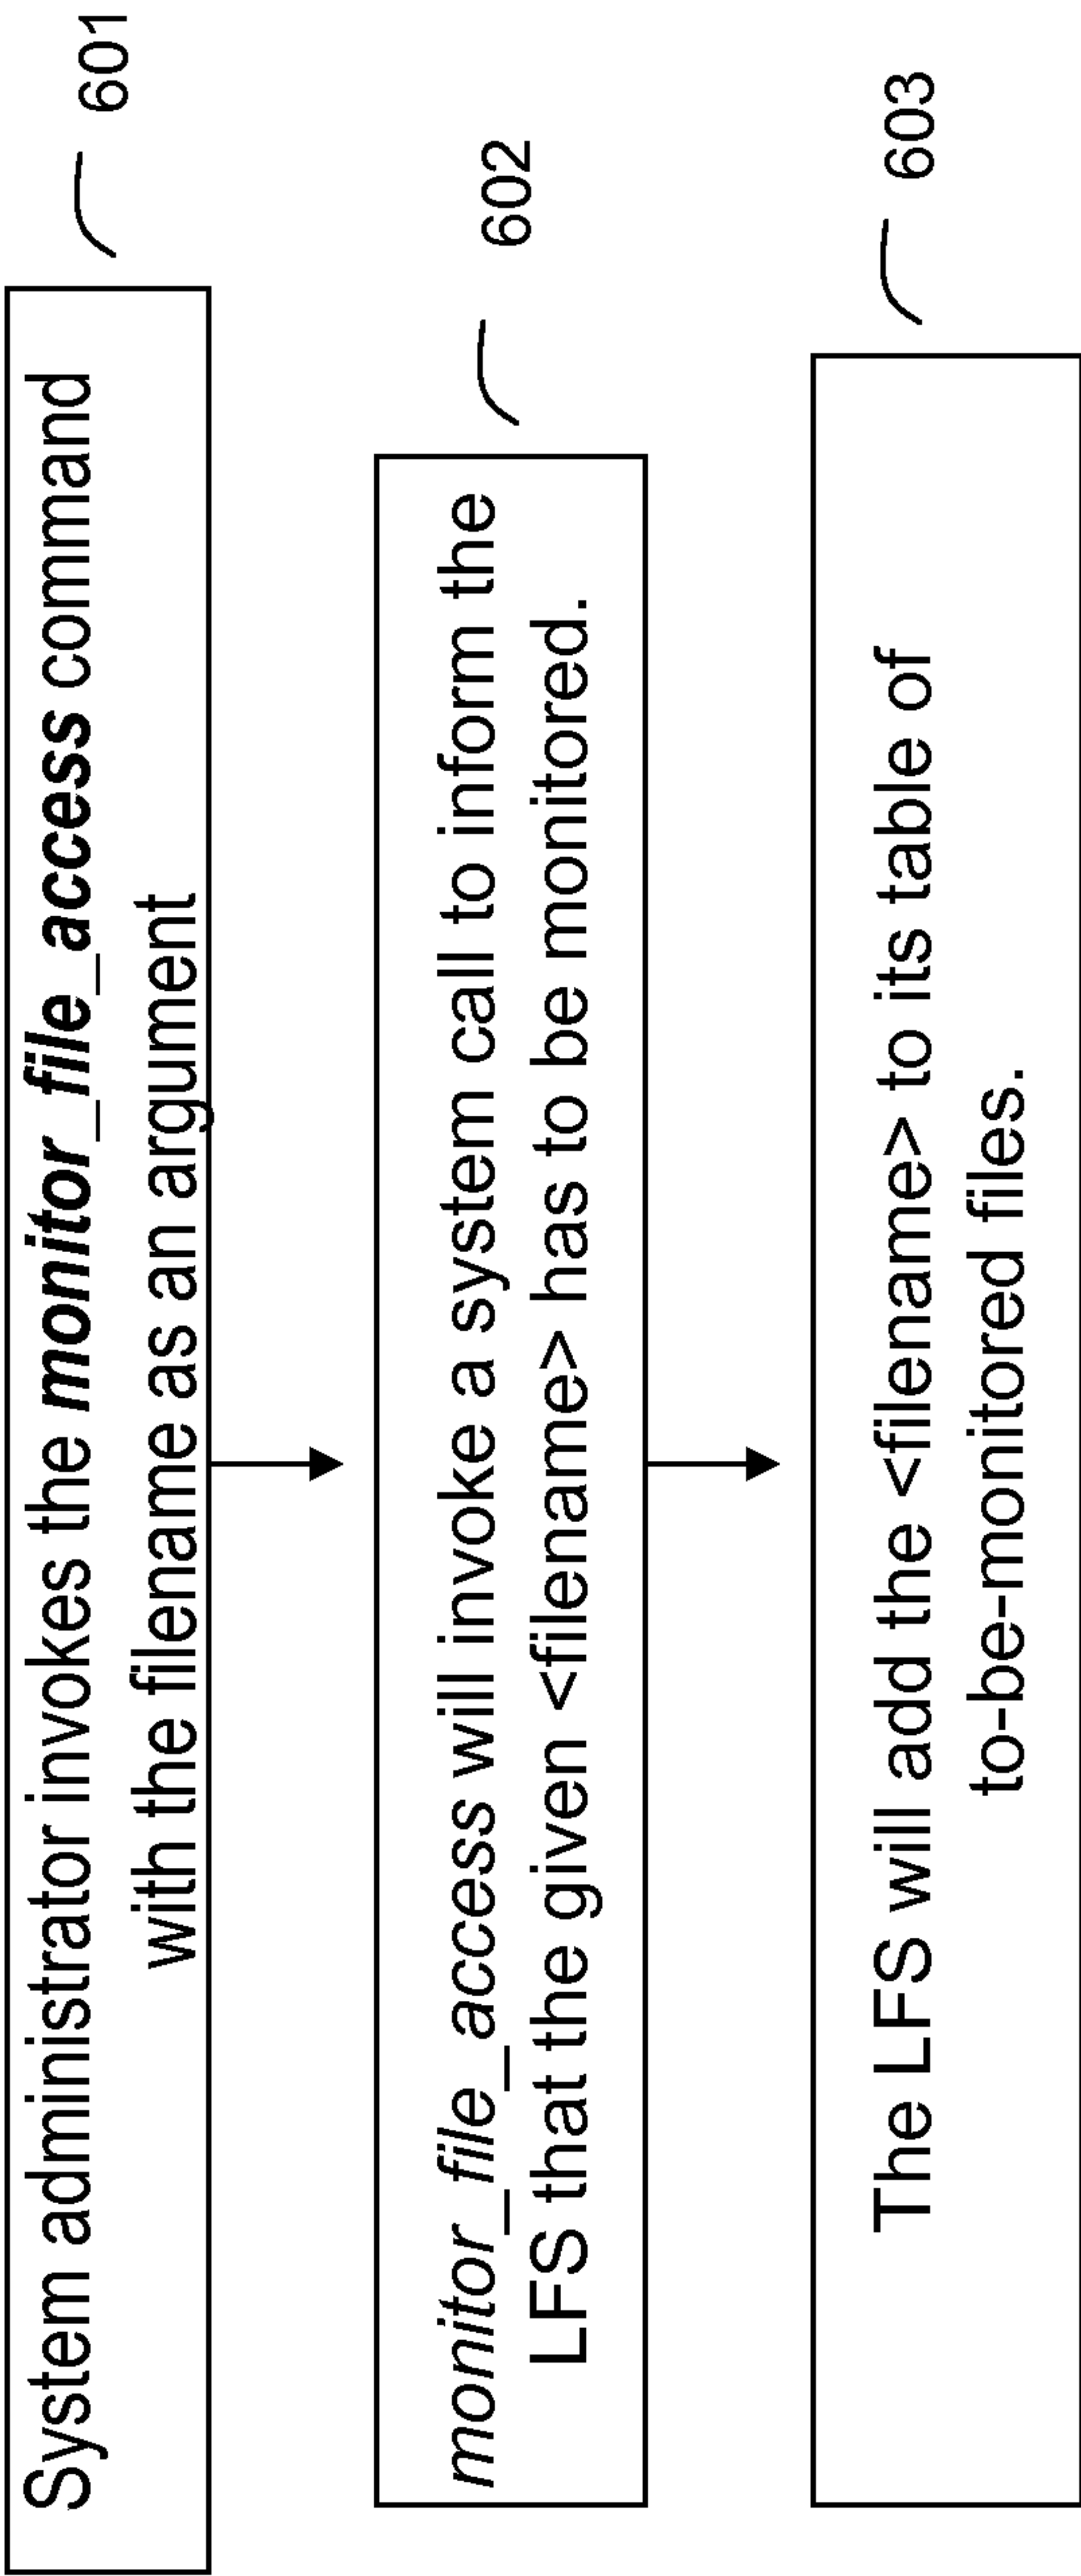 System administrator invokes the monitor_file_access command
with the filename as an argument
601
monitor_file_access will invoke a system call to inform the
LFS that the given <filename> has to be monitored.
602
The LFS will add the <filename> to its table of
to-be-monitored files.
603